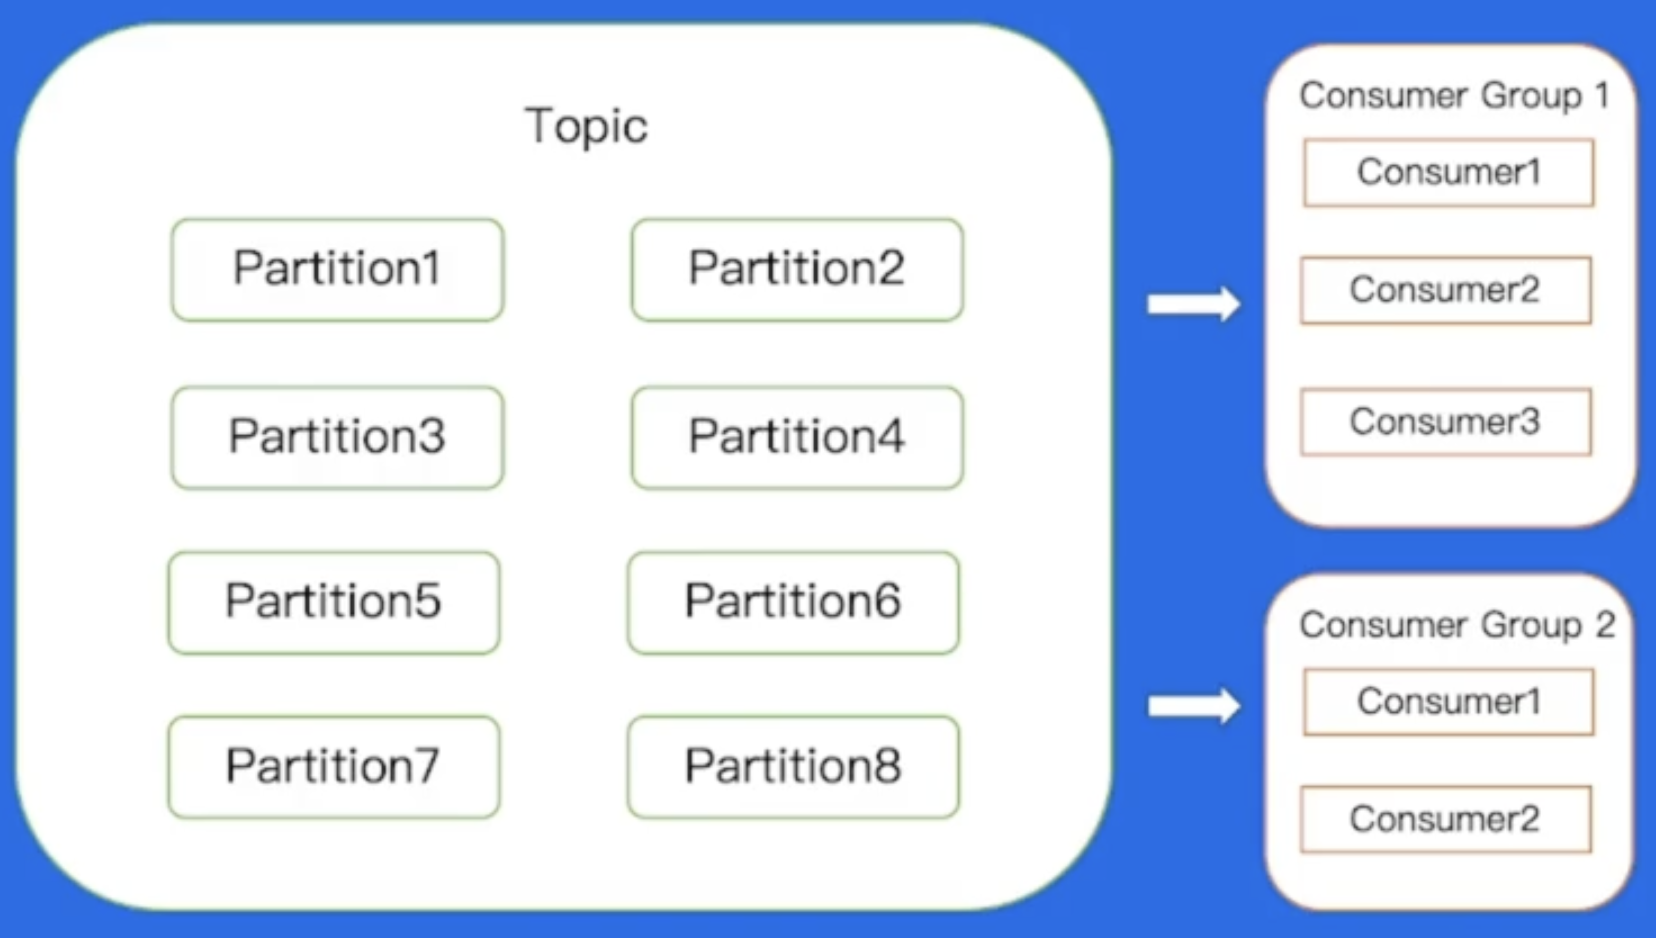 Topic
Partition1
Partition2
Partition3
Partition4
Partition5
Partition6
Partition7
Partition8
Consumer Group 1
Consumer1
Consumer2
Consumer3
Consumer Group 2
Consumer1
Consumer2